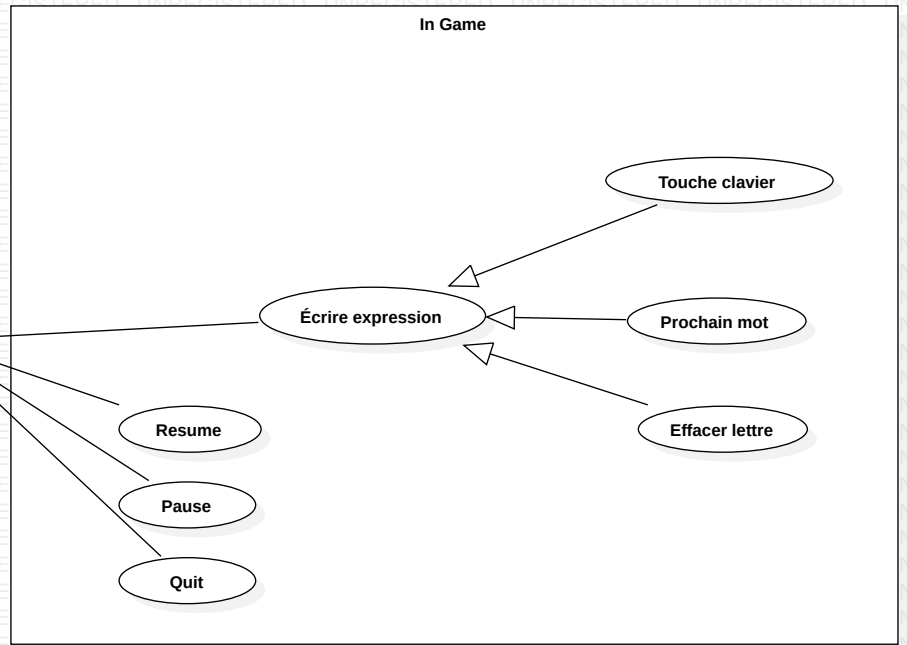 In Game
Touche clavier
Écrire expression
Prochain mot
Resume
Effacer lettre
Pause
Quit